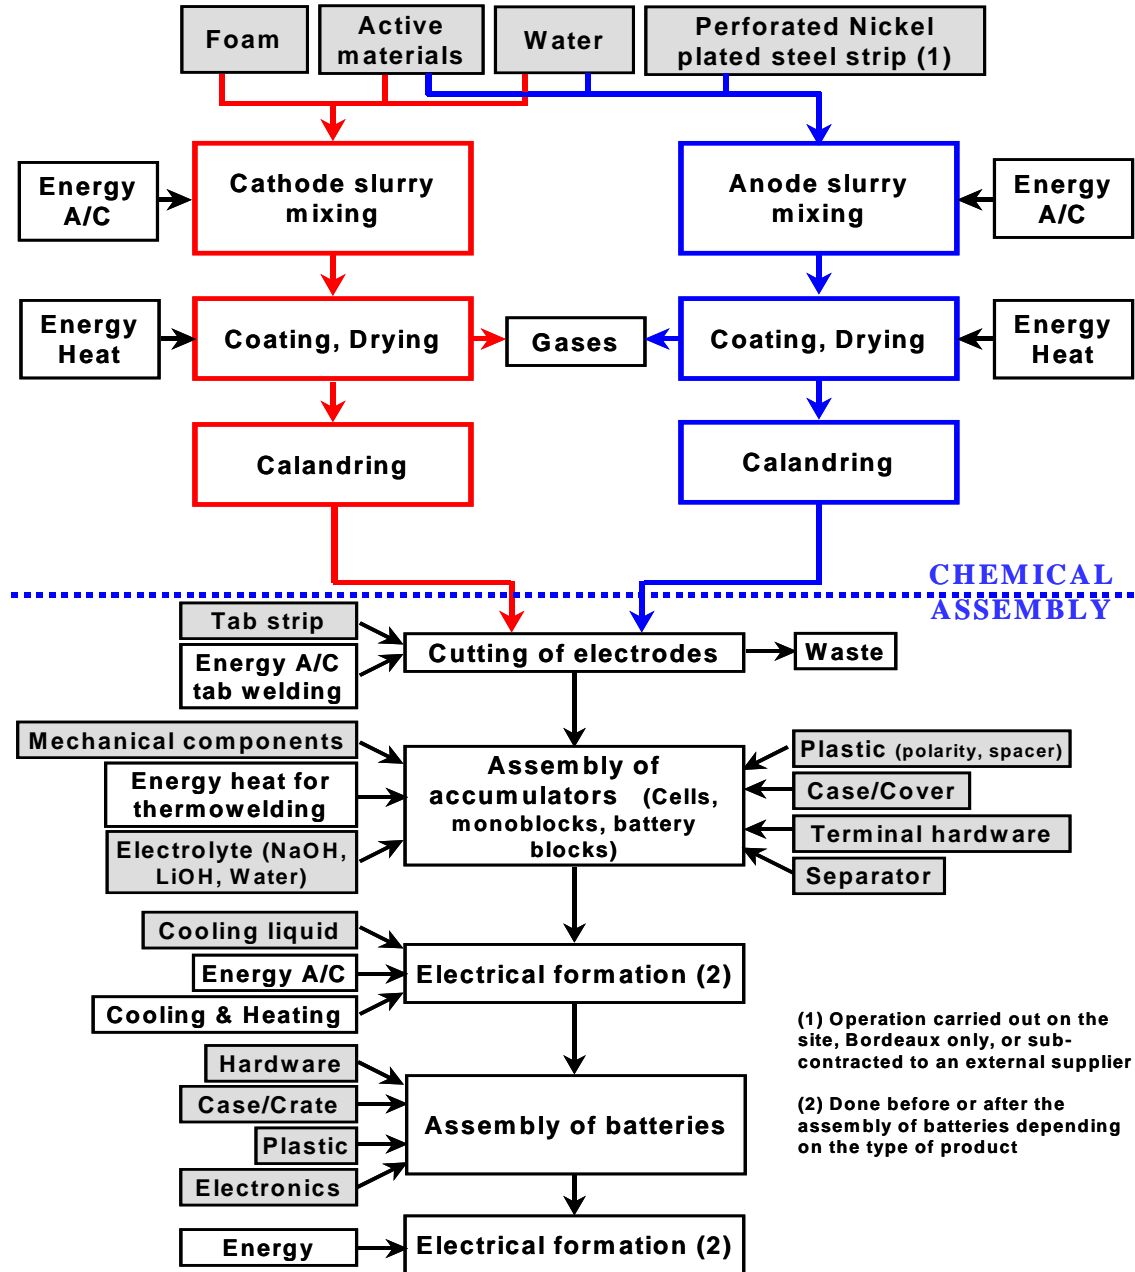 Foam
Active
materials
Water
Perforated Nickel
plated steel strip (1)
Energy
A/C
Cathode slurry
mixing
Anode slurry
mixing
Energy
A/C
Energy
Heat
Coating, Drying
Gases
Coating, Drying
Energy
Heat
Calandring
Calandring
CHEMICAL
ASSEMBLY
Tab strip
Energy A/C
tab welding
Cutting of electrodes
Waste
Mechanical components
Energy heat for
thermowelding
Electrolyte (NaOH,
LiOH, Water)
Assembly of
accumulators (Cells,
monoblocks, battery
blocks)
Plastic (polarity, spacer)
Case/Cover
Terminal hardware
Separator
Cooling liquid
Energy A/C
Cooling & Heating
Electrical formation (2)
(1) Operation carried out on the
site, Bordeaux only, or sub-
contracted to an external supplier
(2) Done before or after the
assembly of batteries depending
on the type of product
Hardware
Case/Crate
Plastic
Electronics
Assembly of batteries
Energy
Electrical formation (2)